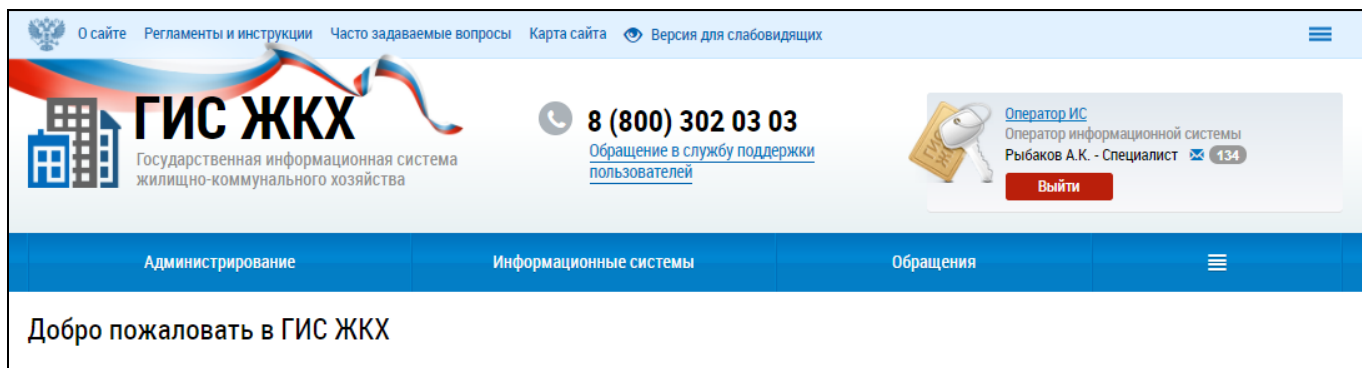 О сайте Регламенты и инструкции Часто задаваемые вопросы Карта сайта Версия для слабовидящих
ГИС ЖКХ
Государственная информационная система
жилищно-коммунального хозяйства
8 (800) 302 03 03
Обращение в службу поддержки
пользователей
ГИС
ЖКХ
Оператор ИС
Оператор информационной системы
Рыбаков А.К. - Специалист 134
Выйти
Администрирование Информационные системы Обращения
Добро пожаловать в ГИС ЖКХ